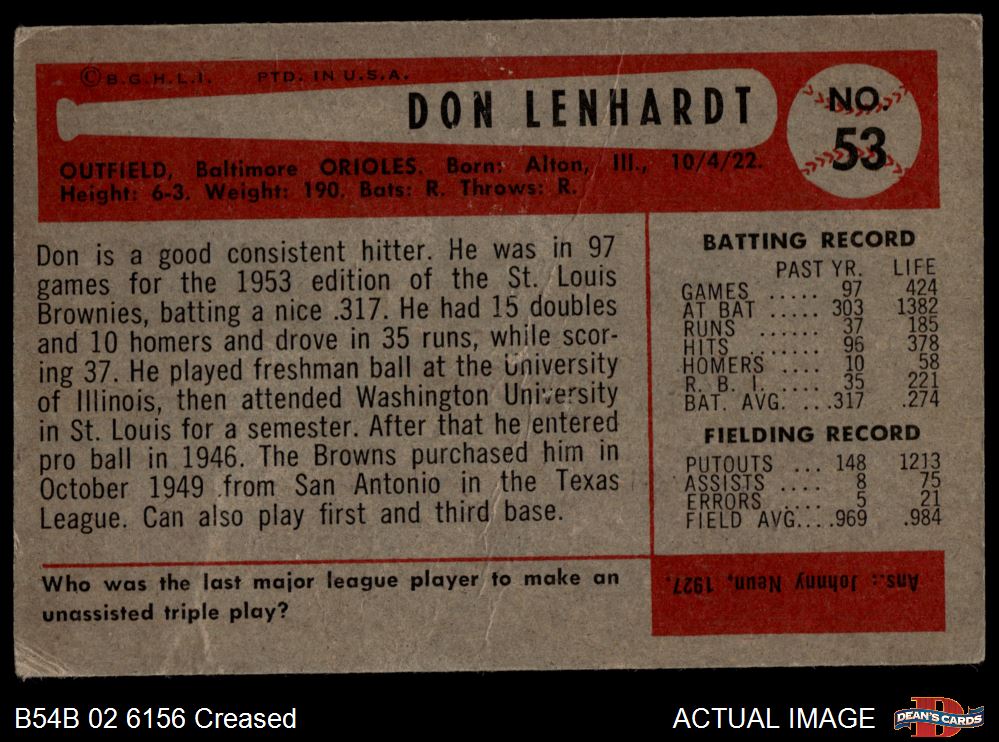 © B.G.H.L.I. PTD. IN U.S.A.
DON LENHARDT
NO.
53
OUTFIELD, Baltimore ORIOLES. Born: Alton, Ill., 10/4/22.
Height: 6-3. Weight: 190. Bats: R. Throws: R.
Don is a good consistent hitter. He was in 97
games for the 1953 edition of the St. Louis
Brownies, batting a nice .317. He had 15 doubles
and 10 homers and drove in 35 runs, while scor-
ing 37. He played freshman ball at the University
of Illinois, then attended Washington University
in St. Louis for a semester. After that he entered
pro ball in 1946. The Browns purchased him in
October 1949 from San Antonio in the Texas
League. Can also play first and third base.
BATTING RECORD
PAST YR. LIFE
GAMES ..... 97 424
AT BAT ..... 303 1382
RUNS ...... 37 185
HITS ....... 96 378
HOMERS .... 10 58
R. B. I. .... 35 221
BAT. AVG. ...317 .274
FIELDING RECORD
PUTOUTS ... 148 1213
ASSISTS .... 8 75
ERRORS ..... 5 21
FIELD AVG....969 .984
Who was the last major league player to make an
unassisted triple play?
Ans.: Johnny Neun, 1927.
B54B 02 6156 Creased
ACTUAL IMAGE
DEAN'S CARDS